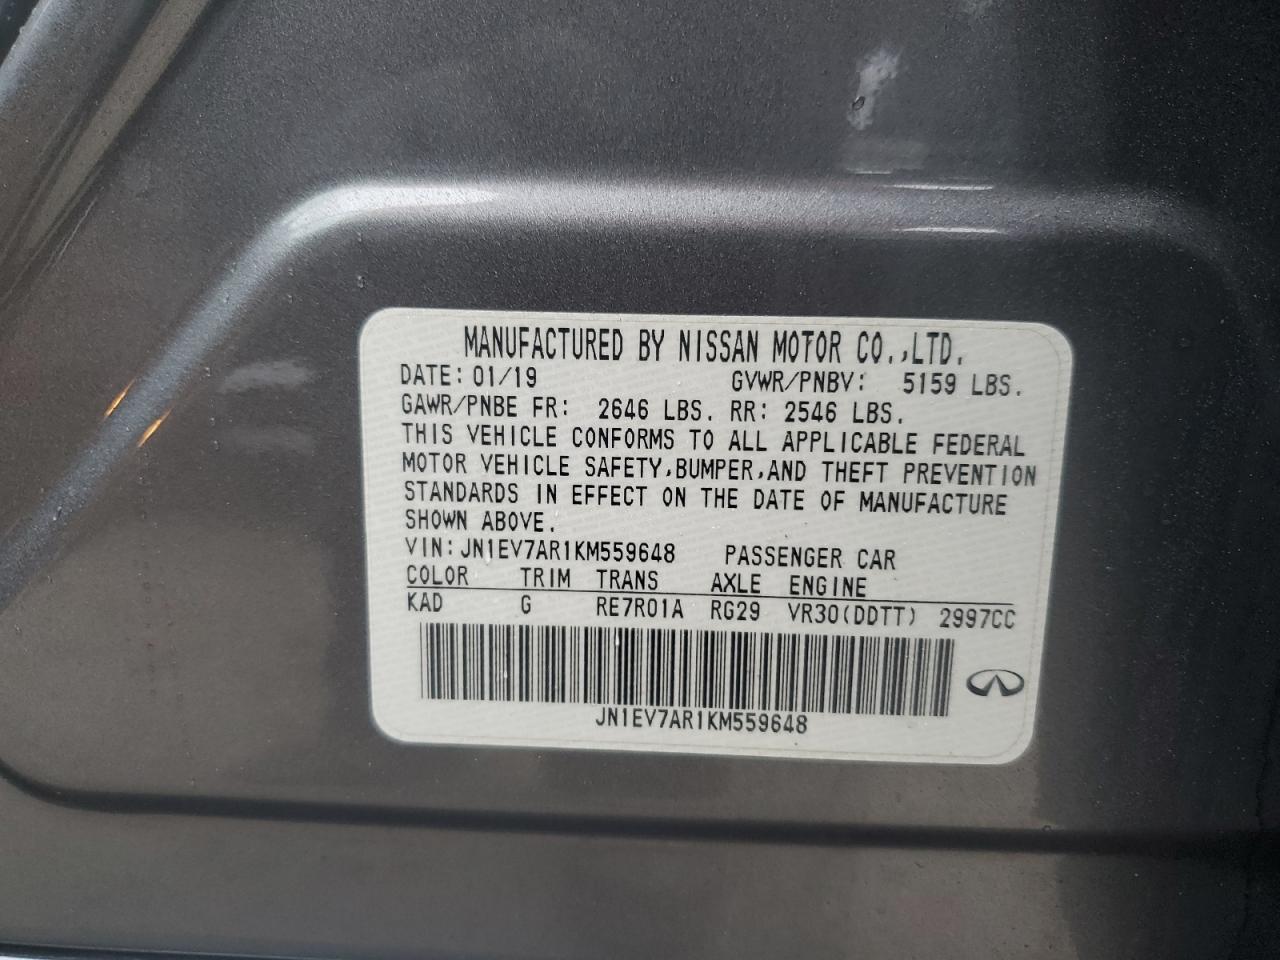 MANUFACTURED BY NISSAN MOTOR CO.,LTD.
DATE: 01/19 GVWR/PNBV: 5159 LBS.
GAWR/PNBE FR: 2646 LBS. RR: 2546 LBS.
THIS VEHICLE CONFORMS TO ALL APPLICABLE FEDERAL
MOTOR VEHICLE SAFETY,BUMPER,AND THEFT PREVENTION
STANDARDS IN EFFECT ON THE DATE OF MANUFACTURE
SHOWN ABOVE.
VIN: JN1EV7AR1KM559648 PASSENGER CAR
COLOR TRIM TRANS AXLE ENGINE
KAD G RE7R01A RG29 VR30(DDTT) 2997CC
JN1EV7AR1KM559648